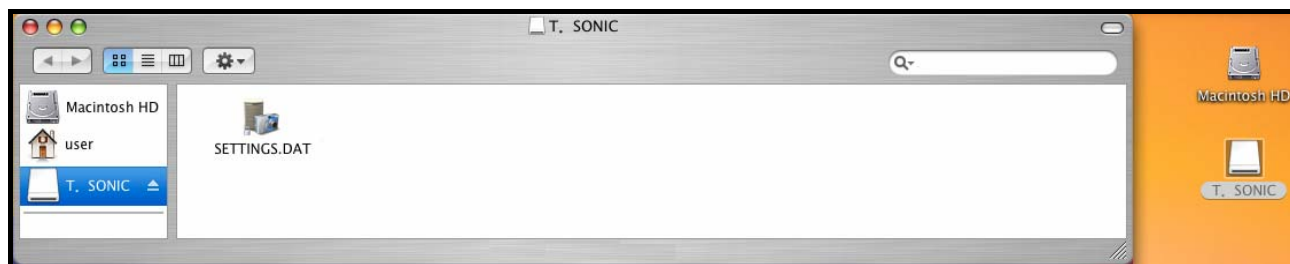 T. SONIC
Macintosh HD
user
T. SONIC
SETTINGS.DAT
Macintosh HD
T. SONIC